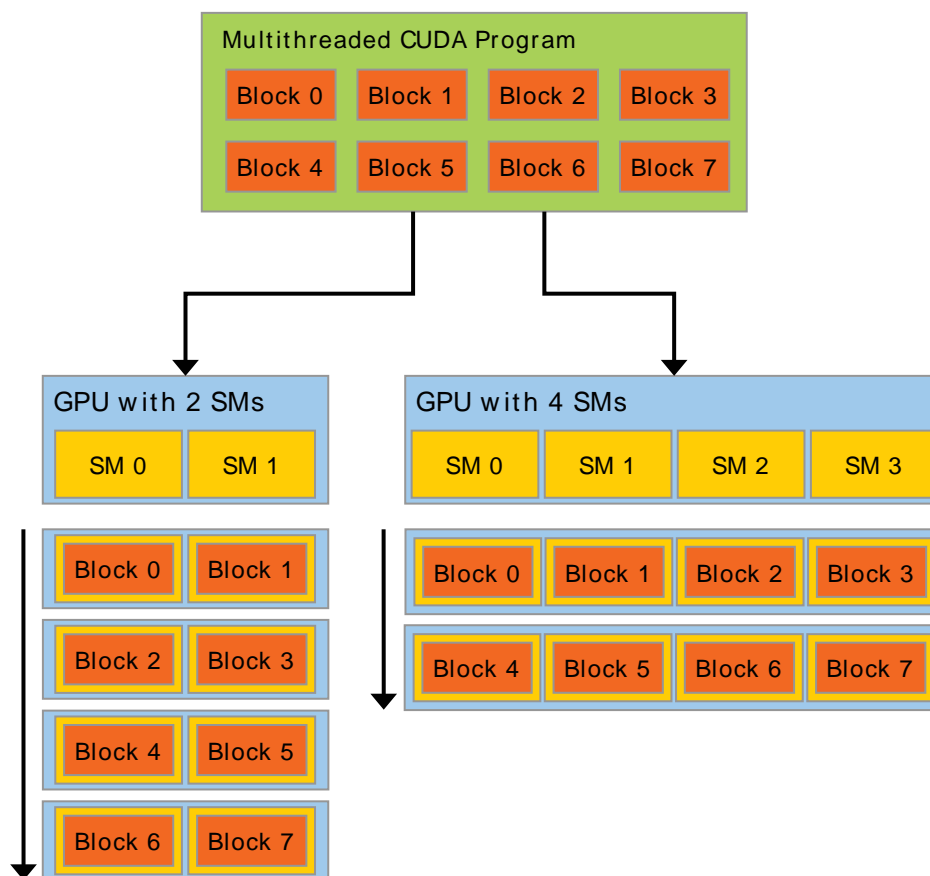 Multithreaded CUDA Program
Block 0 Block 1 Block 2 Block 3
Block 4 Block 5 Block 6 Block 7
GPU with 2 SMs
SM 0 SM 1
Block 0 Block 1
Block 2 Block 3
Block 4 Block 5
Block 6 Block 7
GPU with 4 SMs
SM 0 SM 1 SM 2 SM 3
Block 0 Block 1 Block 2 Block 3
Block 4 Block 5 Block 6 Block 7